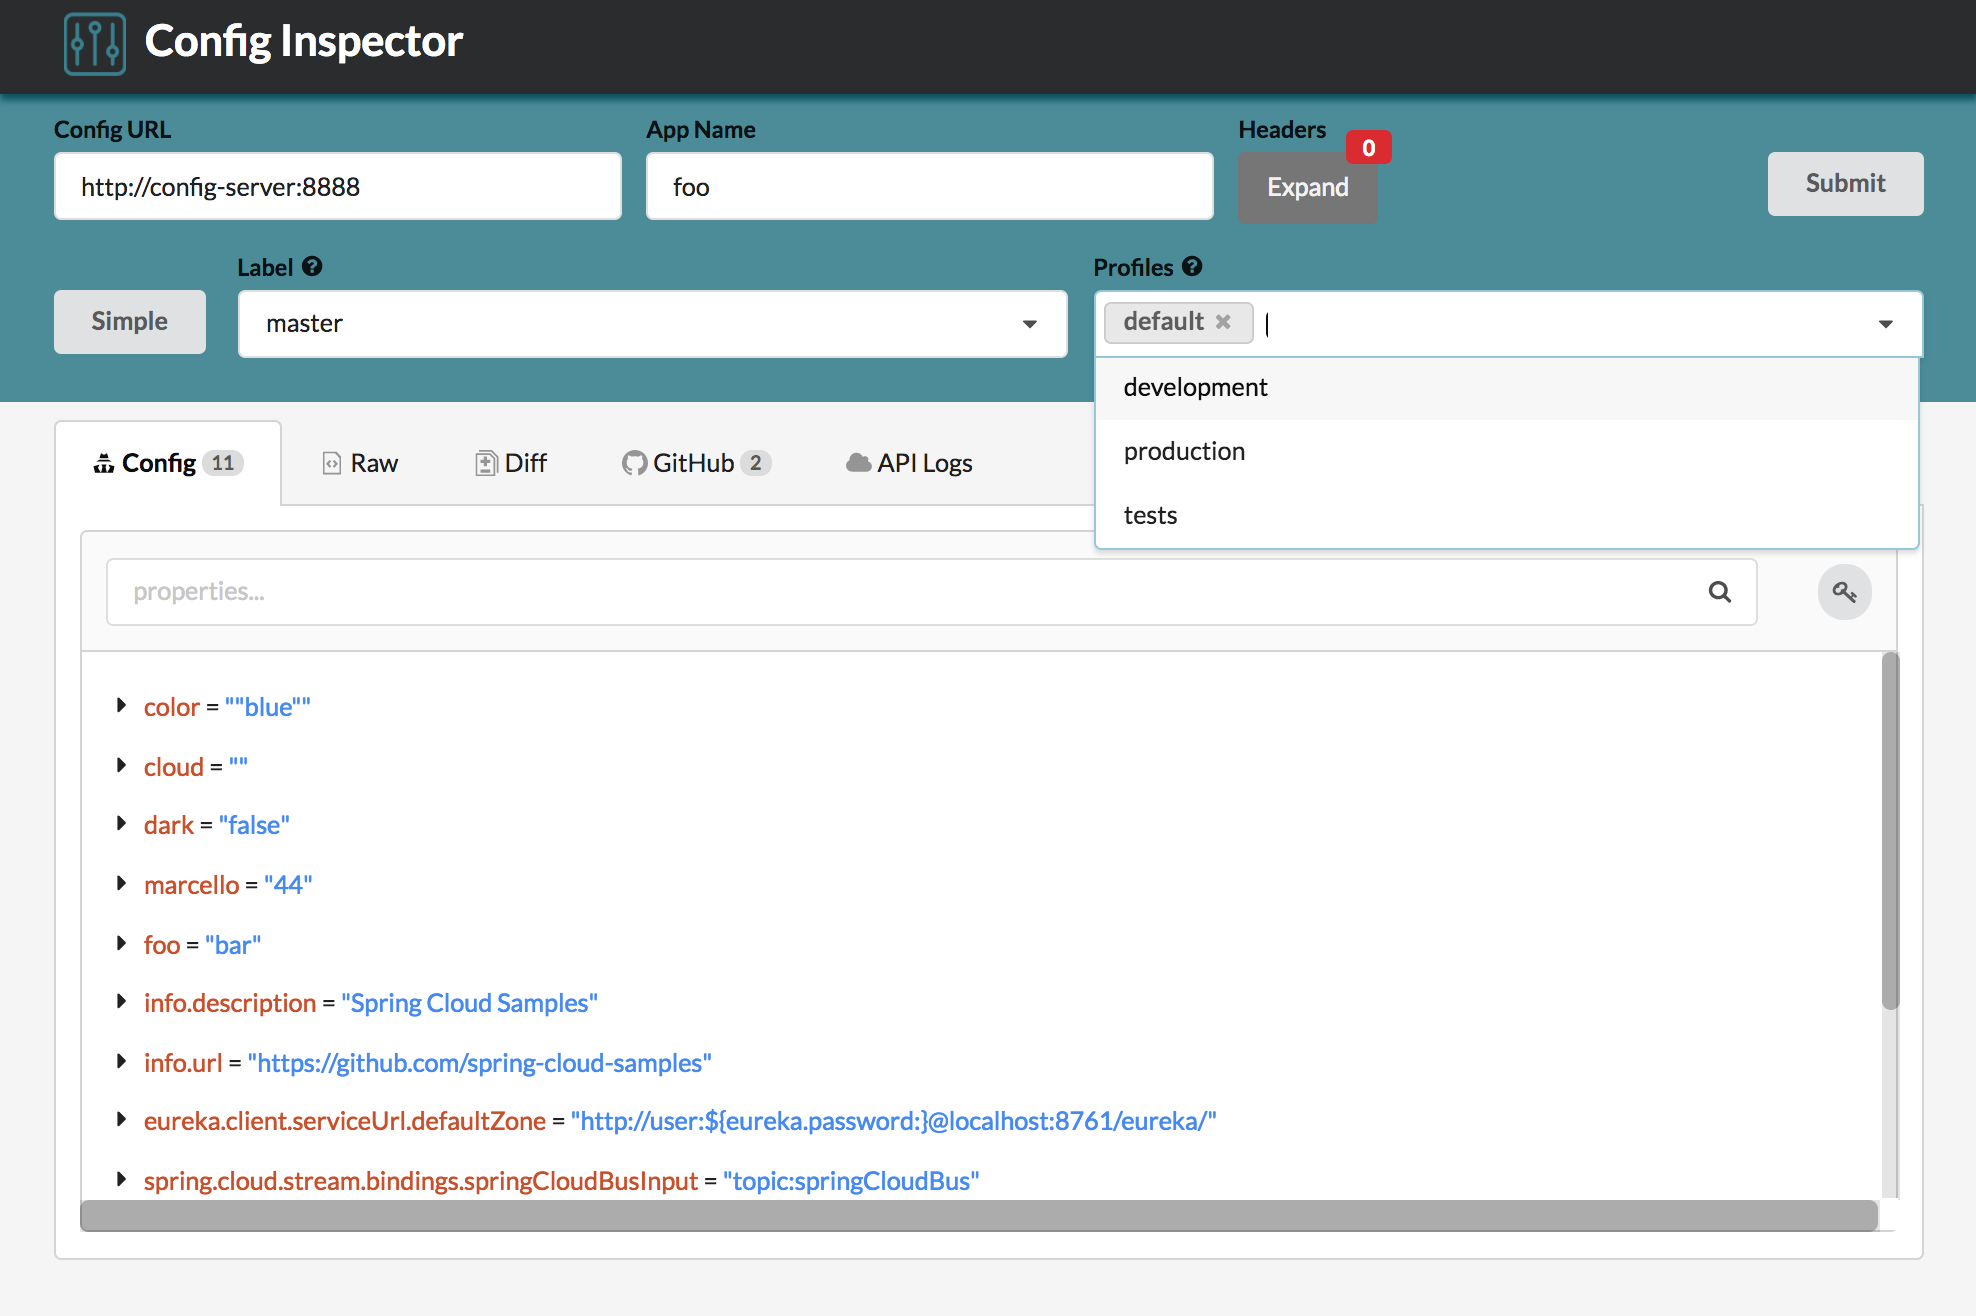 Config Inspector
Config URL
App Name
Headers
0
http://config-server:8888
foo
Expand
Submit
Label
Profiles
Simple
master
default
development
production
tests
Config 11
Raw
Diff
GitHub 2
API Logs
properties...
color = ""blue""
cloud = ""
dark = "false"
marcello = "44"
foo = "bar"
info.description = "Spring Cloud Samples"
info.url = "https://github.com/spring-cloud-samples"
eureka.client.serviceUrl.defaultZone = "http://user:${eureka.password:}@localhost:8761/eureka/"
spring.cloud.stream.bindings.springCloudBusInput = "topic:springCloudBus"